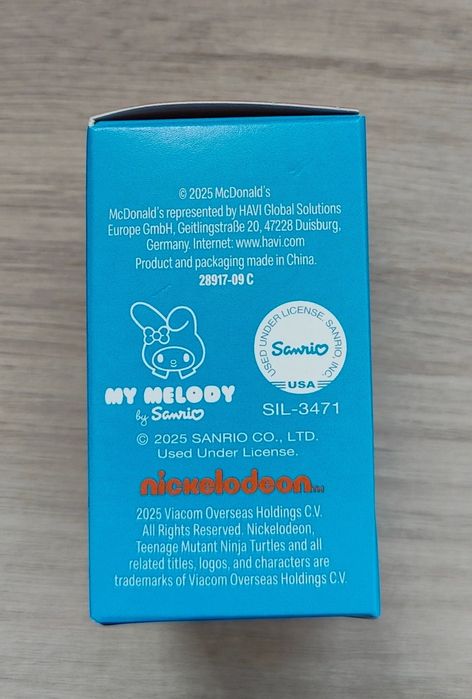 © 2025 McDonald's
McDonald's represented by HAVI Global Solutions
Europe GmbH, Geitlingstraße 20, 47228 Duisburg,
Germany. Internet: www.havi.com
Product and packaging made in China.
28917-09 C
MY MELODY
by Sanrio
USED UNDER LICENSE. SANRIO, INC.
Sanrio
USA
SIL-3471
© 2025 SANRIO CO., LTD.
Used Under License.
nickelodeon™
2025 Viacom Overseas Holdings C.V.
All Rights Reserved. Nickelodeon,
Teenage Mutant Ninja Turtles and all
related titles, logos, and characters are
trademarks of Viacom Overseas Holdings C.V.